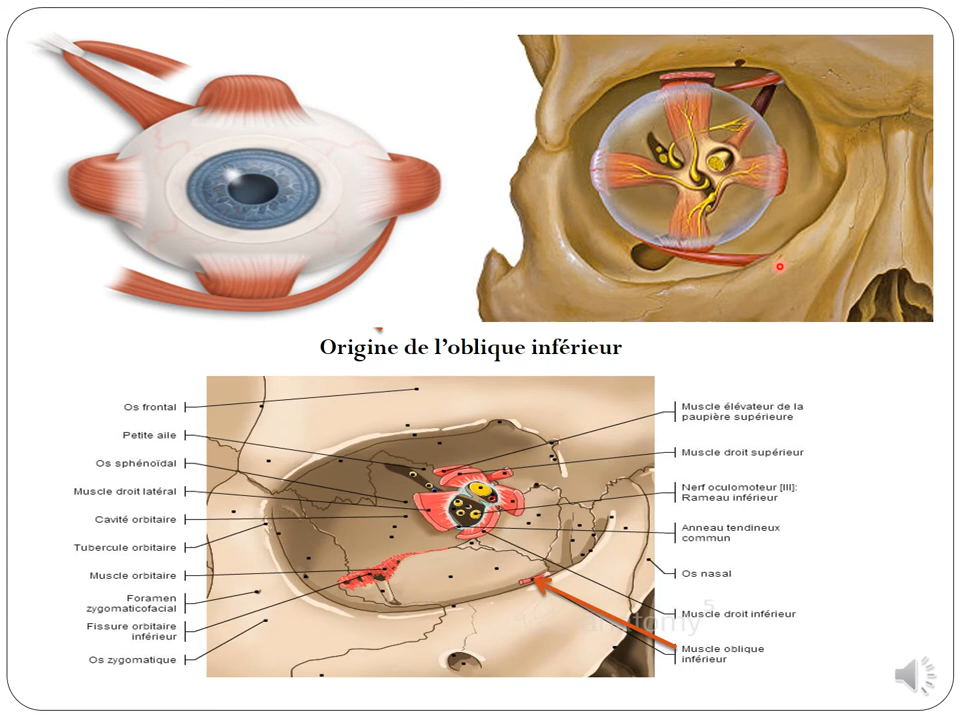 Origine de l'oblique inférieur
Os frontal
Petite aile
Os sphénoïdal
Muscle droit latéral
Cavité orbitaire
Tubercule orbitaire
Muscle orbitaire
Foramen
zygomaticofacial
Fissure orbitaire
inférieur
Os zygomatique
Muscle élévateur de la
paupière supérieure
Muscle droit supérieur
Nerf oculomoteur [III]:
Rameau inférieur
Anneau tendineux
commun
Os nasal
Muscle droit inférieur
Muscle oblique
inférieur